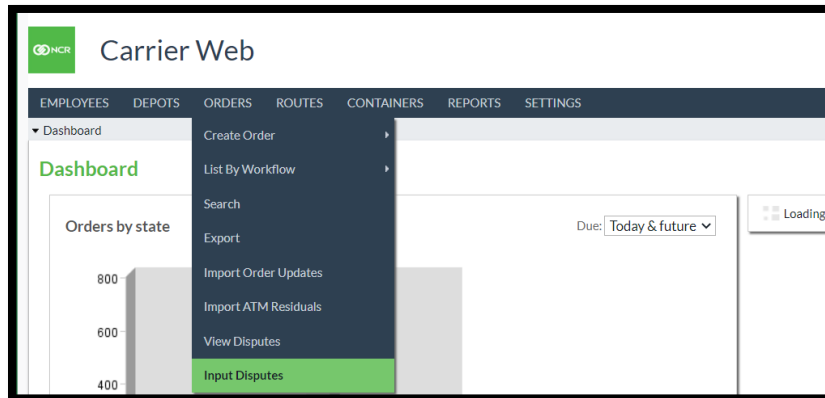 NCR
Carrier Web
EMPLOYEES DEPOTS ORDERS ROUTES CONTAINERS REPORTS SETTINGS
Dashboard
Dashboard
Create Order
List By Workflow
Search
Export
Import Order Updates
Import ATM Residuals
View Disputes
Input Disputes
Orders by state
Due: Today & future
Loading
800
600
400